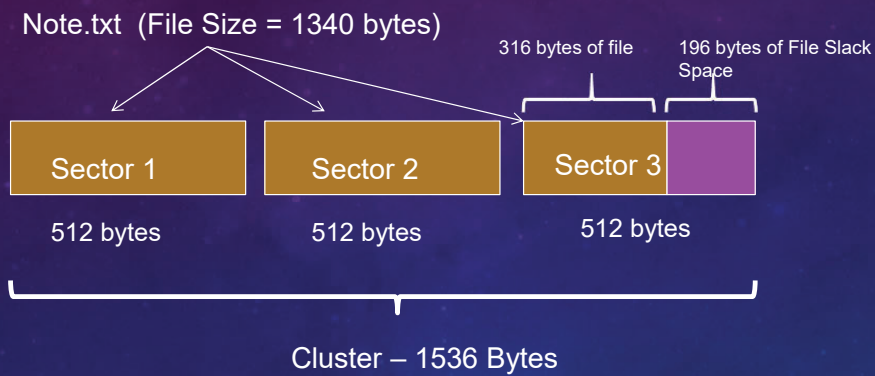 Note.txt  (File Size = 1340 bytes)
316 bytes of file
196 bytes of File Slack
Space
Sector 1
Sector 2
Sector 3
512 bytes
512 bytes
512 bytes
Cluster – 1536 Bytes